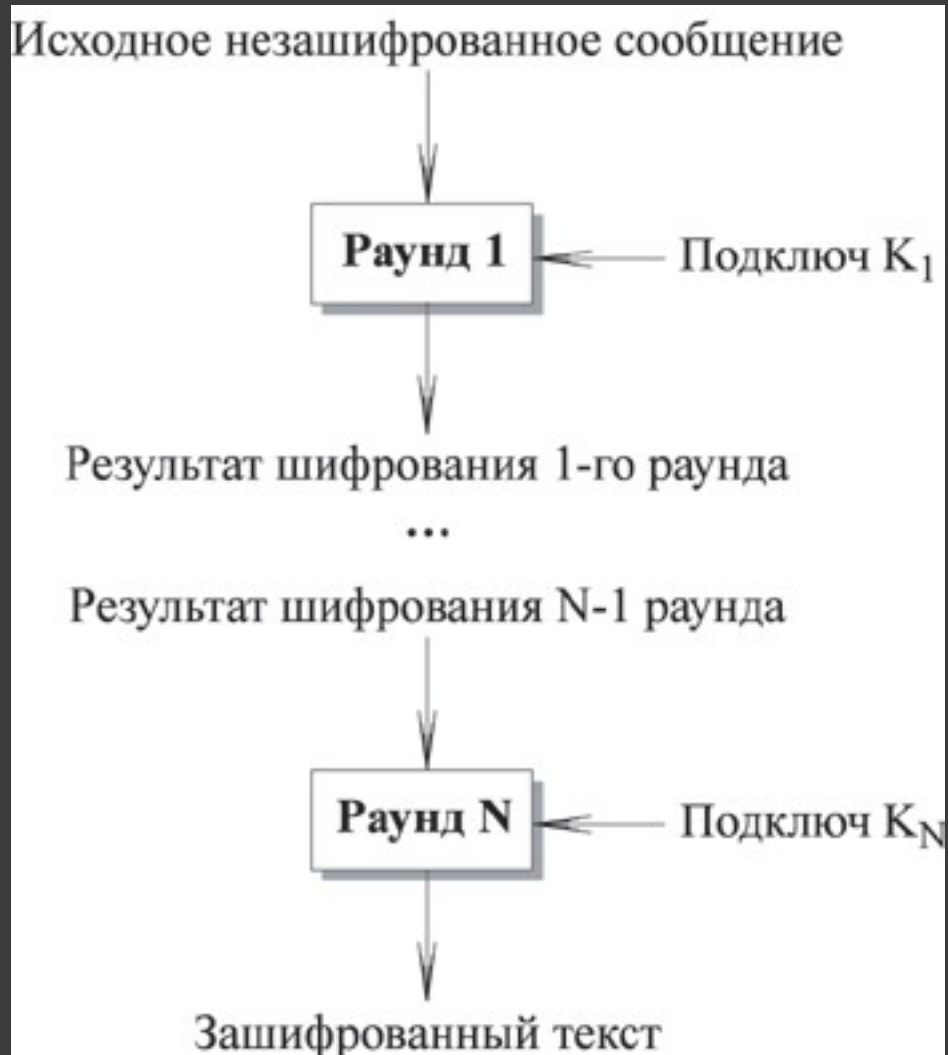 Исходное незашифрованное сообщение
Раунд 1
Подключ K₁
Результат шифрования 1-го раунда
...
Результат шифрования N-1 раунда
Раунд N
Подключ K_N
Зашифрованный текст